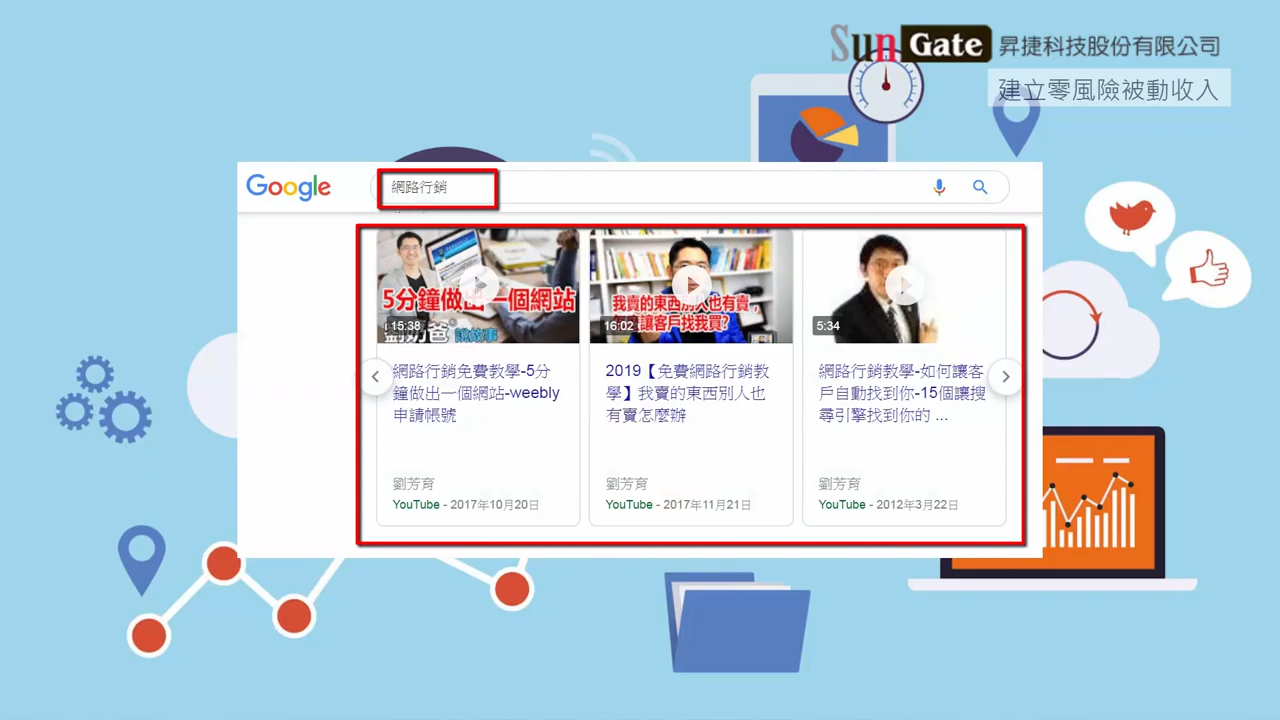 Sun Gate 昇捷科技股份有限公司
建立零風險被動收入
Google
網路行銷
5分鐘做出一個網站
15:38
說故事
我賣的東西別人也有賣,
讓客戶找我買?
16:02
5:34
網路行銷免費教學-5分
鐘做出一個網站-weebly
申請帳號
劉芳育
YouTube - 2017年10月20日
2019【免費網路行銷教
學】我賣的東西別人也
有賣怎麼辦
劉芳育
YouTube - 2017年11月21日
網路行銷教學-如何讓客
戶自動找到你-15個讓搜
尋引擎找到你的 ...
劉芳育
YouTube - 2012年3月22日